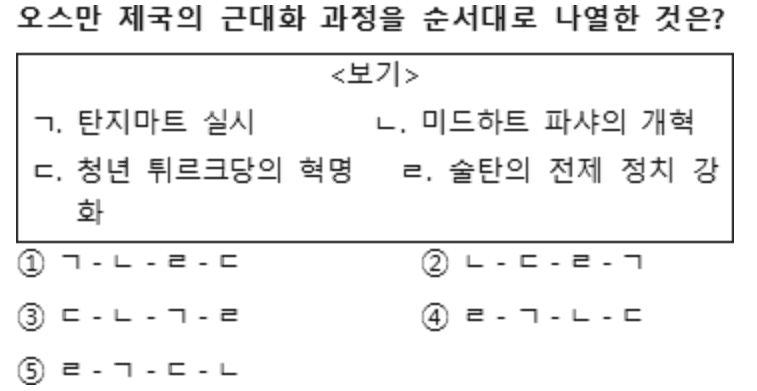 오스만 제국의 근대화 과정을 순서대로 나열한 것은?
<보기>
ㄱ. 탄지마트 실시 ㄴ. 미드하트 파샤의 개혁
ㄷ. 청년 튀르크당의 혁명 ㄹ. 술탄의 전제 정치 강
화
① ㄱ - ㄴ - ㄹ - ㄷ ② ㄴ - ㄷ - ㄹ - ㄱ
③ ㄷ - ㄴ - ㄱ - ㄹ ④ ㄹ - ㄱ - ㄴ - ㄷ
⑤ ㄹ - ㄱ - ㄷ - ㄴ